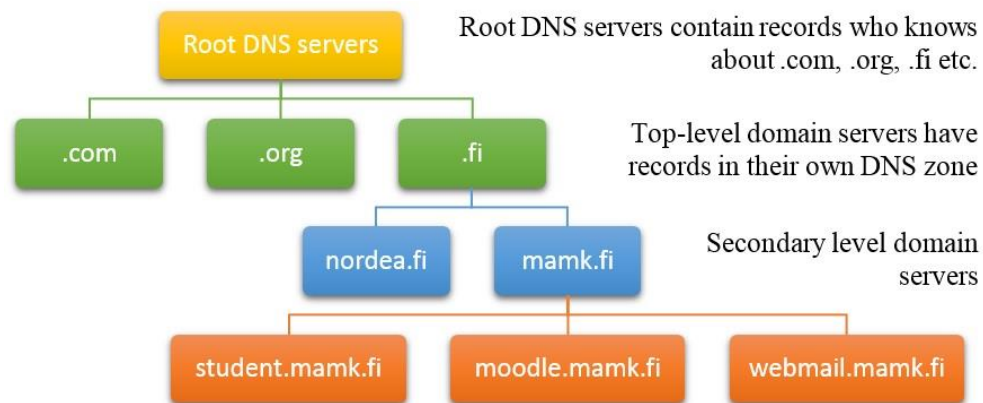 Root DNS servers
Root DNS servers contain records who knows
about .com, .org, .fi etc.
.com
.org
.fi
Top-level domain servers have
records in their own DNS zone
nordea.fi
mamk.fi
Secondary level domain
servers
student.mamk.fi
moodle.mamk.fi
webmail.mamk.fi